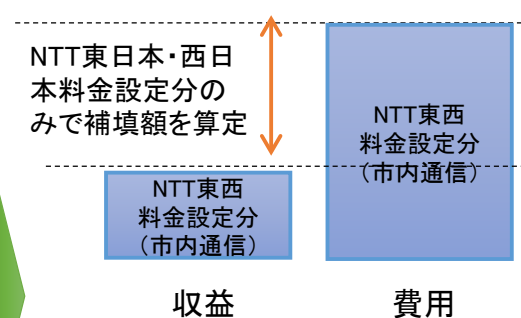 NTT東日本・西日
本料金設定分の
みで補填額を算定
NTT東西
料金設定分
（市内通信）
NTT東西
料金設定分
（市内通信）
収益
費用